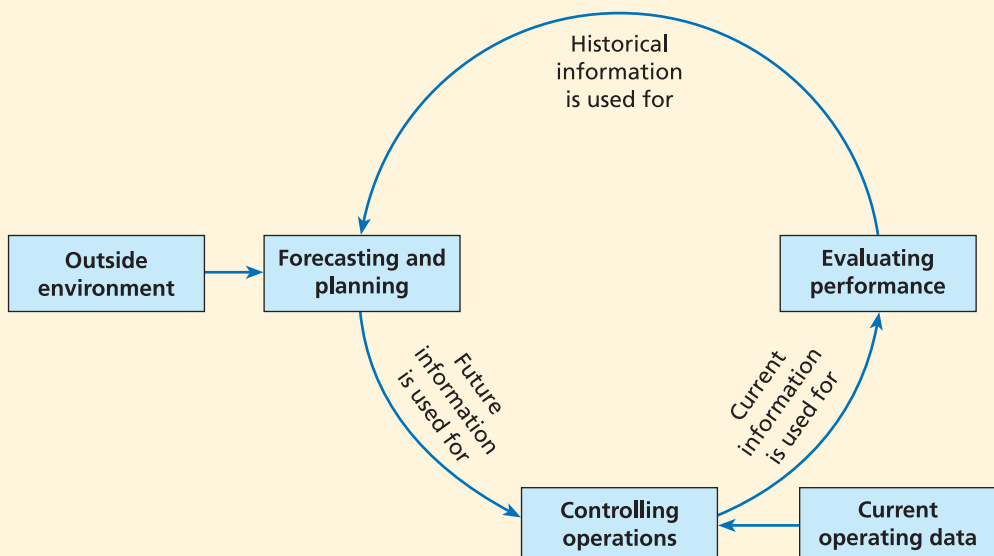 Historical
information
is used for
Outside
environment
Forecasting and
planning
Evaluating
performance
Future
information
is used for
Current
information
is used for
Controlling
operations
Current
operating data